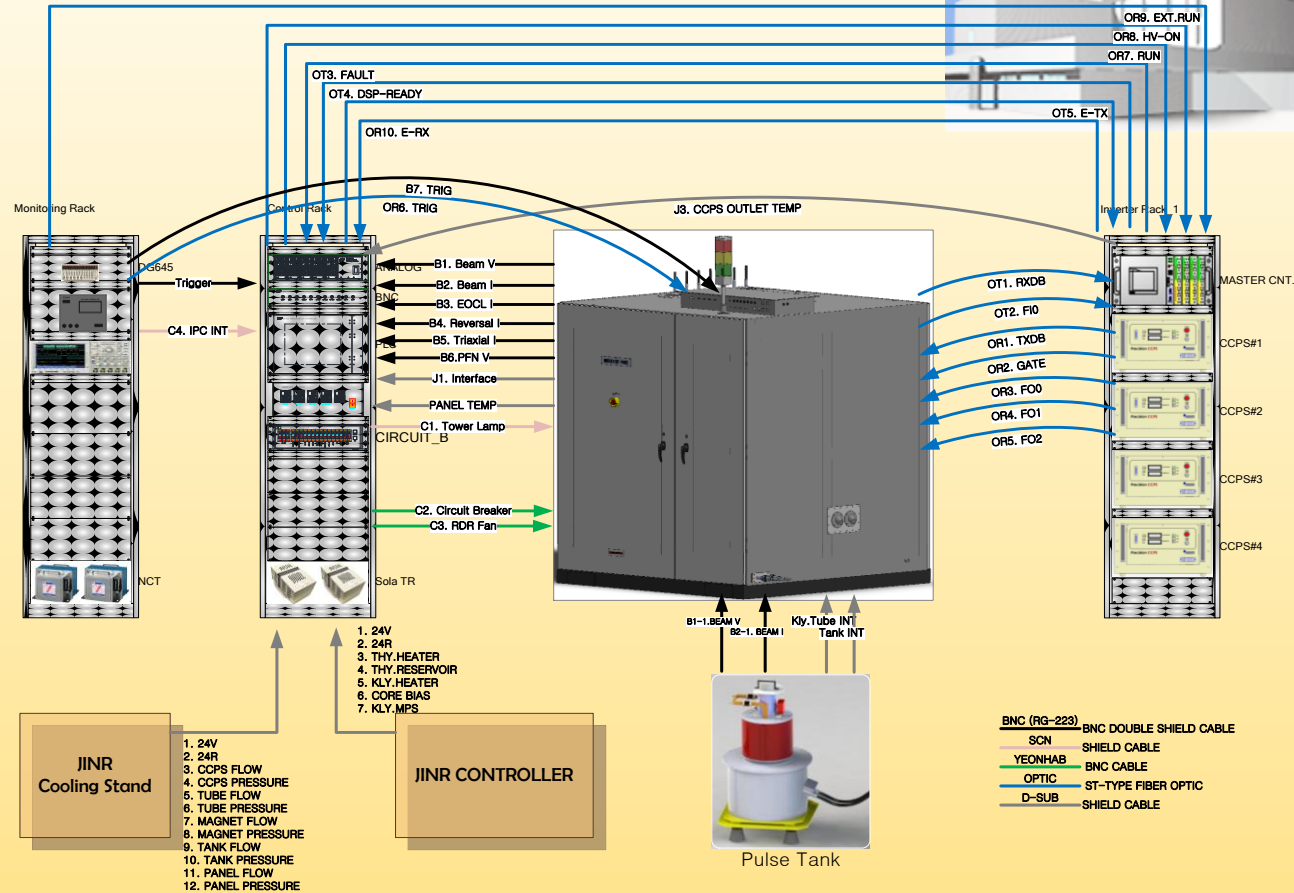 OR9. EXT.RUN
OR8. HV-ON
OR7. RUN
OT3. FAULT
OT4. DSP-READY
OT5. E-TX
OR10. E-RX
B7. TRIG
OR6. TRIG
J3. CCPS OUTLET TEMP
Monitoring Rack
Control Rack
Inverter Rack 1
DG645
Trigger
C4. IPC INT
NCT
ANALOG
BNC
PLC
CIRCUIT_B
Sola TR
B1. Beam V
B2. Beam I
B3. EOCL I
B4. Reversal I
B5. Triaxial I
B6.PFN V
J1. Interface
PANEL TEMP
C1. Tower Lamp
C2. Circuit Breaker
C3. RDR Fan
OT1. RXDB
OT2. FI0
OR1. TXDB
OR2. GATE
OR3. FO0
OR4. FO1
OR5. FO2
MASTER CNT.
CCPS#1
CCPS#2
CCPS#3
CCPS#4
B1-1.BEAM V
B2-1. BEAM I
Kly.Tube INT
Tank INT
1. 24V
2. 24R
3. THY.HEATER
4. THY.RESERVOIR
5. KLY.HEATER
6. CORE BIAS
7. KLY.MPS
JINR
Cooling Stand
1. 24V
2. 24R
3. CCPS FLOW
4. CCPS PRESSURE
5. TUBE FLOW
6. TUBE PRESSURE
7. MAGNET FLOW
8. MAGNET PRESSURE
9. TANK FLOW
10. TANK PRESSURE
11. PANEL FLOW
12. PANEL PRESSURE
JINR CONTROLLER
Pulse Tank
BNC (RG-223) BNC DOUBLE SHIELD CABLE
SCN SHIELD CABLE
YEONHAB BNC CABLE
OPTIC ST-TYPE FIBER OPTIC
D-SUB SHIELD CABLE